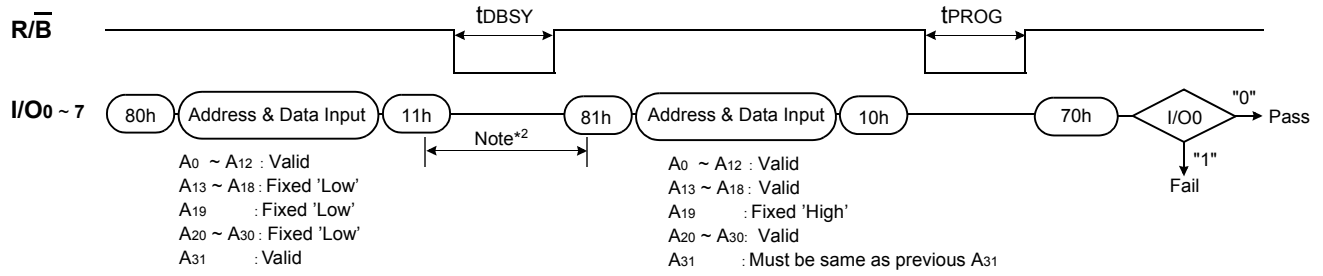 tDBSY tPROG
R/B̅
I/O0 ~ 7 80h Address & Data Input 11h 81h Address & Data Input 10h 70h I/O0 "0" Pass
Note*2
"1"
Fail
A0 ~ A12 : Valid
A13 ~ A18 : Fixed 'Low'
A19 : Fixed 'Low'
A20 ~ A30 : Fixed 'Low'
A31 : Valid
A0 ~ A12 : Valid
A13 ~ A18 : Valid
A19 : Fixed 'High'
A20 ~ A30: Valid
A31 : Must be same as previous A31